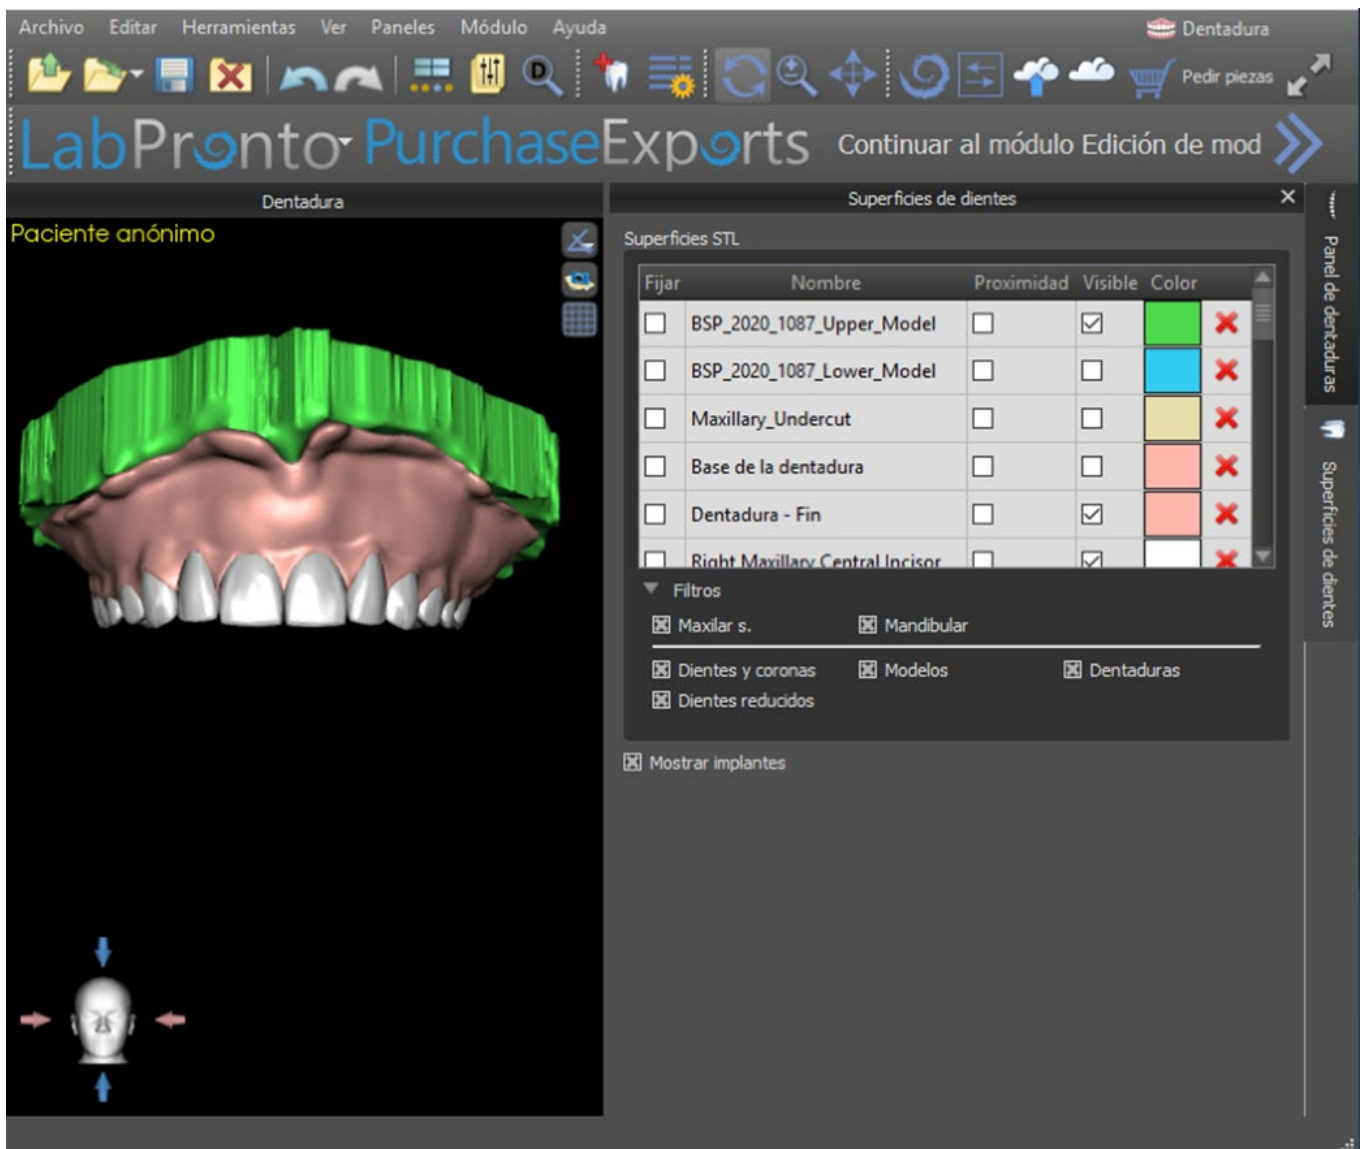 Archivo Editar Herramientas Ver Paneles Módulo Ayuda Dentadura
D Pedir piezas
LabPronto PurchaseExports Continuar al módulo Edición de mod
Dentadura
Paciente anónimo
Superficies de dientes
Superficies STL
Fijar Nombre Proximidad Visible Color
BSP_2020_1087_Upper_Model
BSP_2020_1087_Lower_Model
Maxillary_Undercut
Base de la dentadura
Dentadura - Fin
Right Maxillary Central Incisor
Filtros
Maxilar s. Mandibular
Dientes y coronas Modelos Dentaduras
Dientes reducidos
Mostrar implantes
Panel de dentaduras
Superficies de dientes